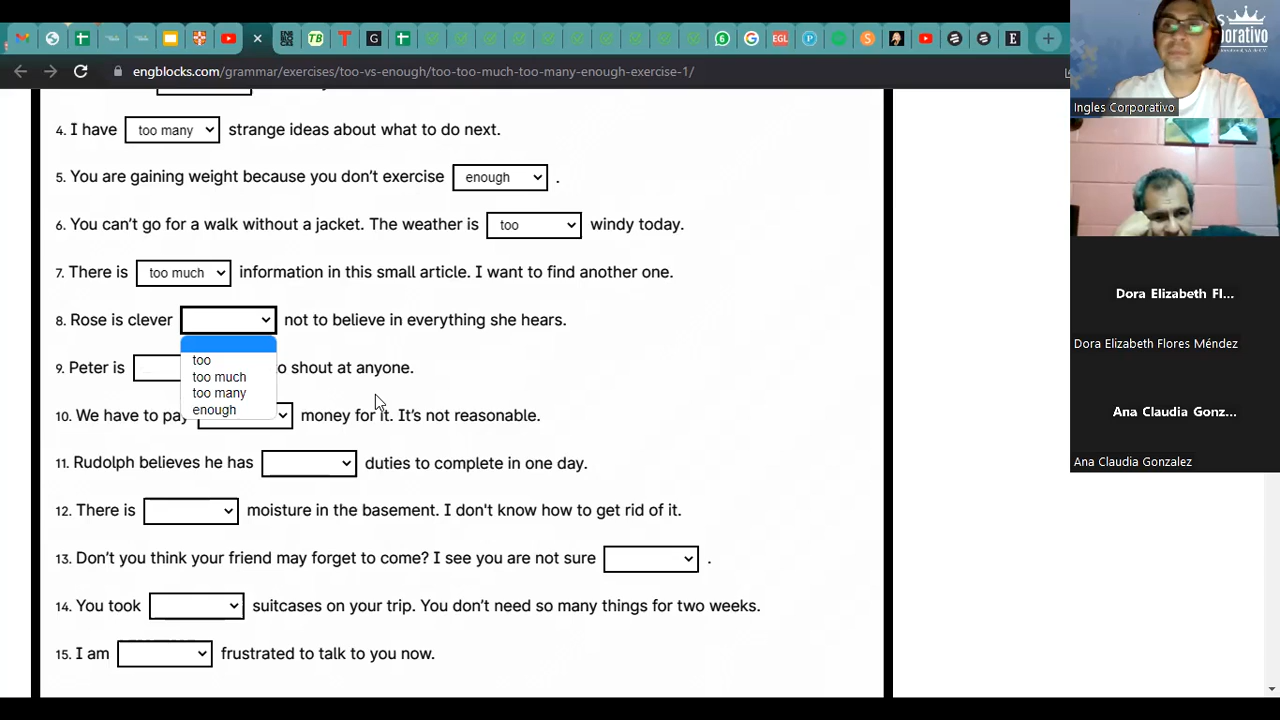 engblocks.com/grammar/exercises/too-vs-enough/too-too-much-too-many-enough-exercise-1/
4. I have too many strange ideas about what to do next.
5. You are gaining weight because you don't exercise enough .
6. You can't go for a walk without a jacket. The weather is too windy today.
7. There is too much information in this small article. I want to find another one.
8. Rose is clever not to believe in everything she hears.
too
too much
too many
enough
9. Peter is o shout at anyone.
10. We have to pay money for it. It's not reasonable.
11. Rudolph believes he has duties to complete in one day.
12. There is moisture in the basement. I don't know how to get rid of it.
13. Don't you think your friend may forget to come? I see you are not sure .
14. You took suitcases on your trip. You don't need so many things for two weeks.
15. I am frustrated to talk to you now.
Ingles Corporativo
Dora Elizabeth Fl...
Dora Elizabeth Flores Méndez
Ana Claudia Gonz...
Ana Claudia Gonzalez